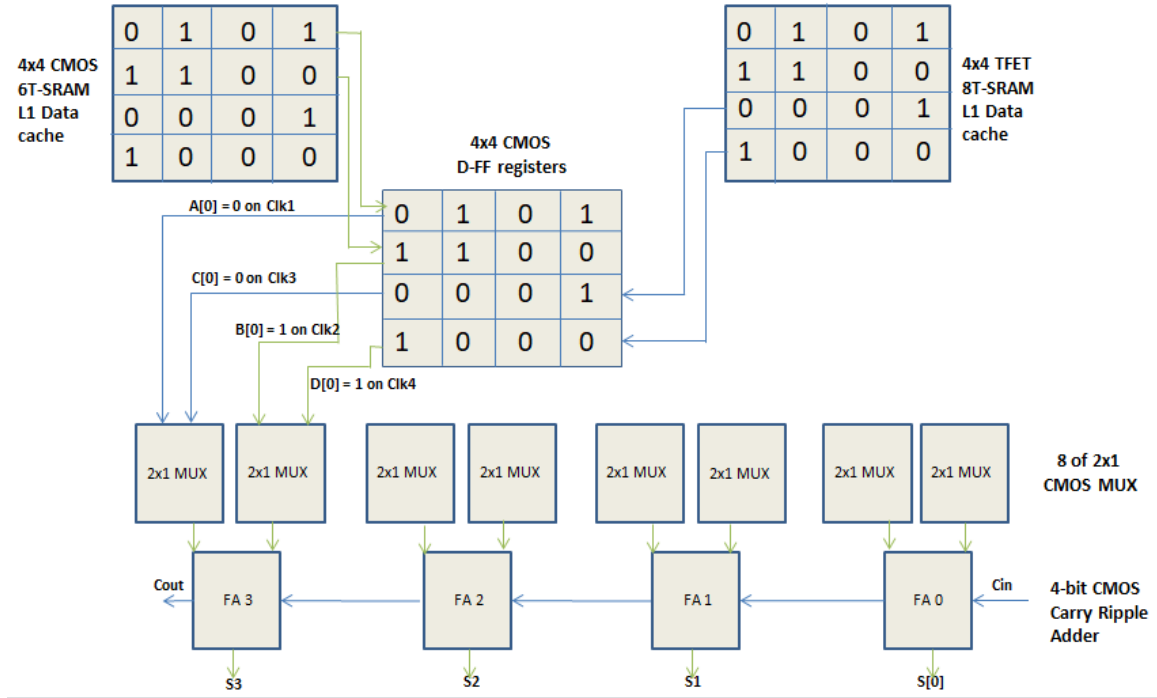 4x4 CMOS
6T-SRAM
L1 Data
cache
0 1 0 1
1 1 0 0
0 0 0 1
1 0 0 0
0 1 0 1
1 1 0 0
0 0 0 1
1 0 0 0
4x4 TFET
8T-SRAM
L1 Data
cache
4x4 CMOS
D-FF registers
0 1 0 1
1 1 0 0
0 0 0 1
1 0 0 0
A[0] = 0 on Clk1
C[0] = 0 on Clk3
B[0] = 1 on Clk2
D[0] = 1 on Clk4
2x1 MUX 2x1 MUX 2x1 MUX 2x1 MUX 2x1 MUX 2x1 MUX 2x1 MUX 2x1 MUX
8 of 2x1
CMOS MUX
Cout FA 3 FA 2 FA 1 FA 0 Cin
4-bit CMOS
Carry Ripple
Adder
S3 S2 S1 S[0]